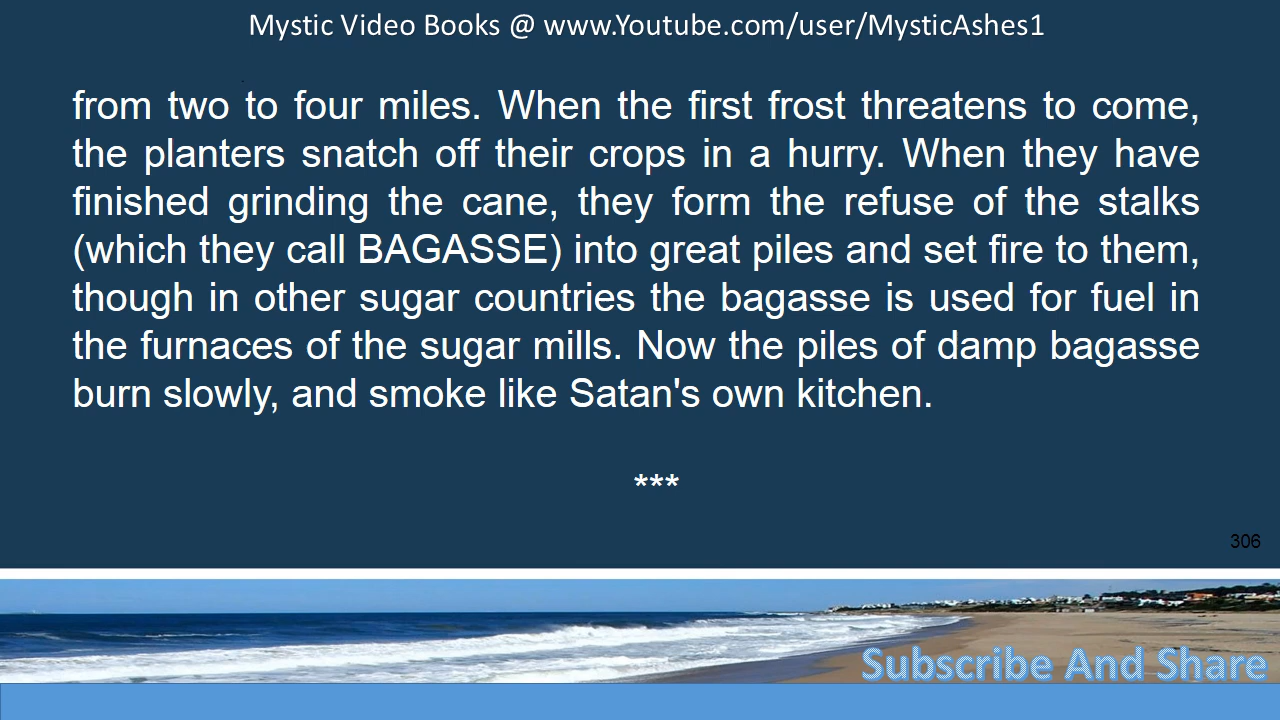 Mystic Video Books @ www.Youtube.com/user/MysticAshes1
from two to four miles. When the first frost threatens to come,
the planters snatch off their crops in a hurry. When they have
finished grinding the cane, they form the refuse of the stalks
(which they call BAGASSE) into great piles and set fire to them,
though in other sugar countries the bagasse is used for fuel in
the furnaces of the sugar mills. Now the piles of damp bagasse
burn slowly, and smoke like Satan's own kitchen.
***
306
Subscribe And Share